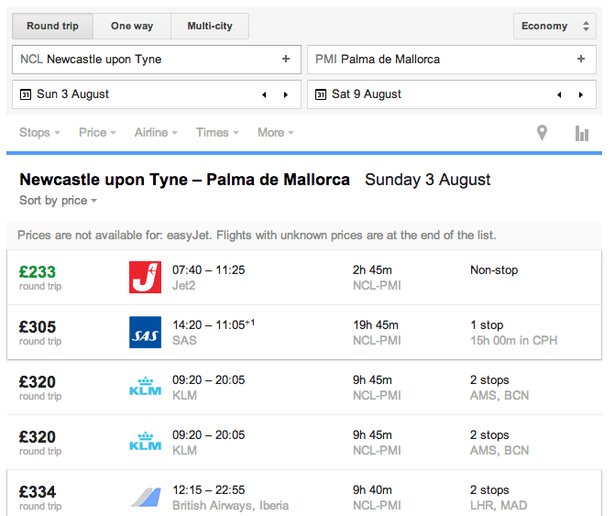 Round trip One way Multi-city Economy
NCL Newcastle upon Tyne + PMI Palma de Mallorca +
31 Sun 3 August 31 Sat 9 August
Stops Price Airline Times More
Newcastle upon Tyne – Palma de Mallorca Sunday 3 August
Sort by price
Prices are not available for: easyJet. Flights with unknown prices are at the end of the list.
£233 07:40 – 11:25 2h 45m Non-stop
round trip Jet2 NCL-PMI
£305 SAS 14:20 – 11:05+1 19h 45m 1 stop
round trip SAS NCL-PMI 15h 00m in CPH
£320 09:20 – 20:05 9h 45m 2 stops
round trip KLM KLM NCL-PMI AMS, BCN
£320 09:20 – 20:05 9h 45m 2 stops
round trip KLM KLM NCL-PMI AMS, BCN
£334 12:15 – 22:55 9h 40m 2 stops
round trip British Airways, Iberia NCL-PMI LHR, MAD